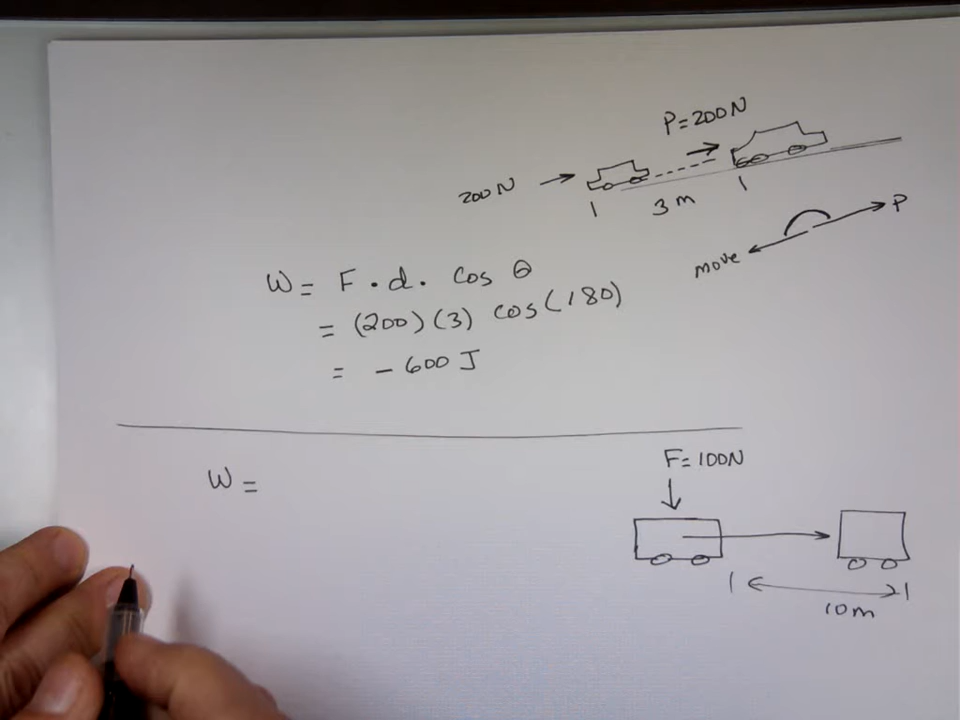 P=200N
200N
3m
P
move
W = F · d · cos θ
= (200)(3) cos(180)
= - 600 J
F=100N
W =
10m